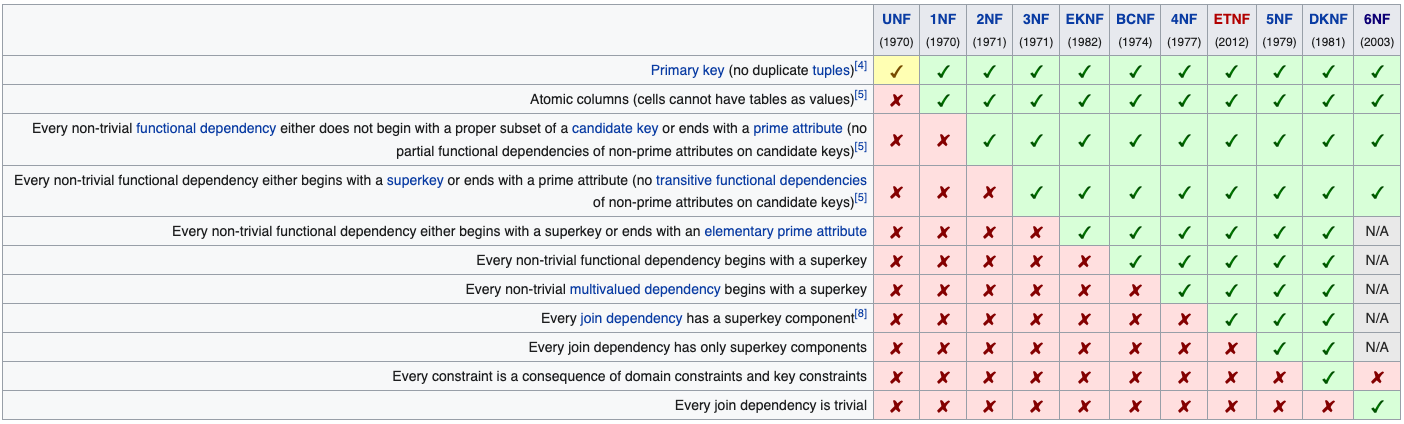 UNF 1NF 2NF 3NF EKNF BCNF 4NF ETNF 5NF DKNF 6NF
(1970) (1970) (1971) (1971) (1982) (1974) (1977) (2012) (1979) (1981) (2003)
Primary key (no duplicate tuples)[4] ✓ ✓ ✓ ✓ ✓ ✓ ✓ ✓ ✓ ✓ ✓
Atomic columns (cells cannot have tables as values)[5] ✗ ✓ ✓ ✓ ✓ ✓ ✓ ✓ ✓ ✓ ✓
Every non-trivial functional dependency either does not begin with a proper subset of a candidate key or ends with a prime attribute (no
partial functional dependencies of non-prime attributes on candidate keys)[5] ✗ ✗ ✓ ✓ ✓ ✓ ✓ ✓ ✓ ✓ ✓
Every non-trivial functional dependency either begins with a superkey or ends with a prime attribute (no transitive functional dependencies
of non-prime attributes on candidate keys)[5] ✗ ✗ ✗ ✓ ✓ ✓ ✓ ✓ ✓ ✓ ✓
Every non-trivial functional dependency either begins with a superkey or ends with an elementary prime attribute ✗ ✗ ✗ ✗ ✓ ✓ ✓ ✓ ✓ ✓ N/A
Every non-trivial functional dependency begins with a superkey ✗ ✗ ✗ ✗ ✗ ✓ ✓ ✓ ✓ ✓ N/A
Every non-trivial multivalued dependency begins with a superkey ✗ ✗ ✗ ✗ ✗ ✗ ✓ ✓ ✓ ✓ N/A
Every join dependency has a superkey component[8] ✗ ✗ ✗ ✗ ✗ ✗ ✗ ✓ ✓ ✓ N/A
Every join dependency has only superkey components ✗ ✗ ✗ ✗ ✗ ✗ ✗ ✗ ✓ ✓ N/A
Every constraint is a consequence of domain constraints and key constraints ✗ ✗ ✗ ✗ ✗ ✗ ✗ ✗ ✗ ✓ ✗
Every join dependency is trivial ✗ ✗ ✗ ✗ ✗ ✗ ✗ ✗ ✗ ✗ ✓